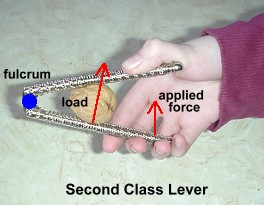 fulcrum
load
applied
force
Second Class Lever